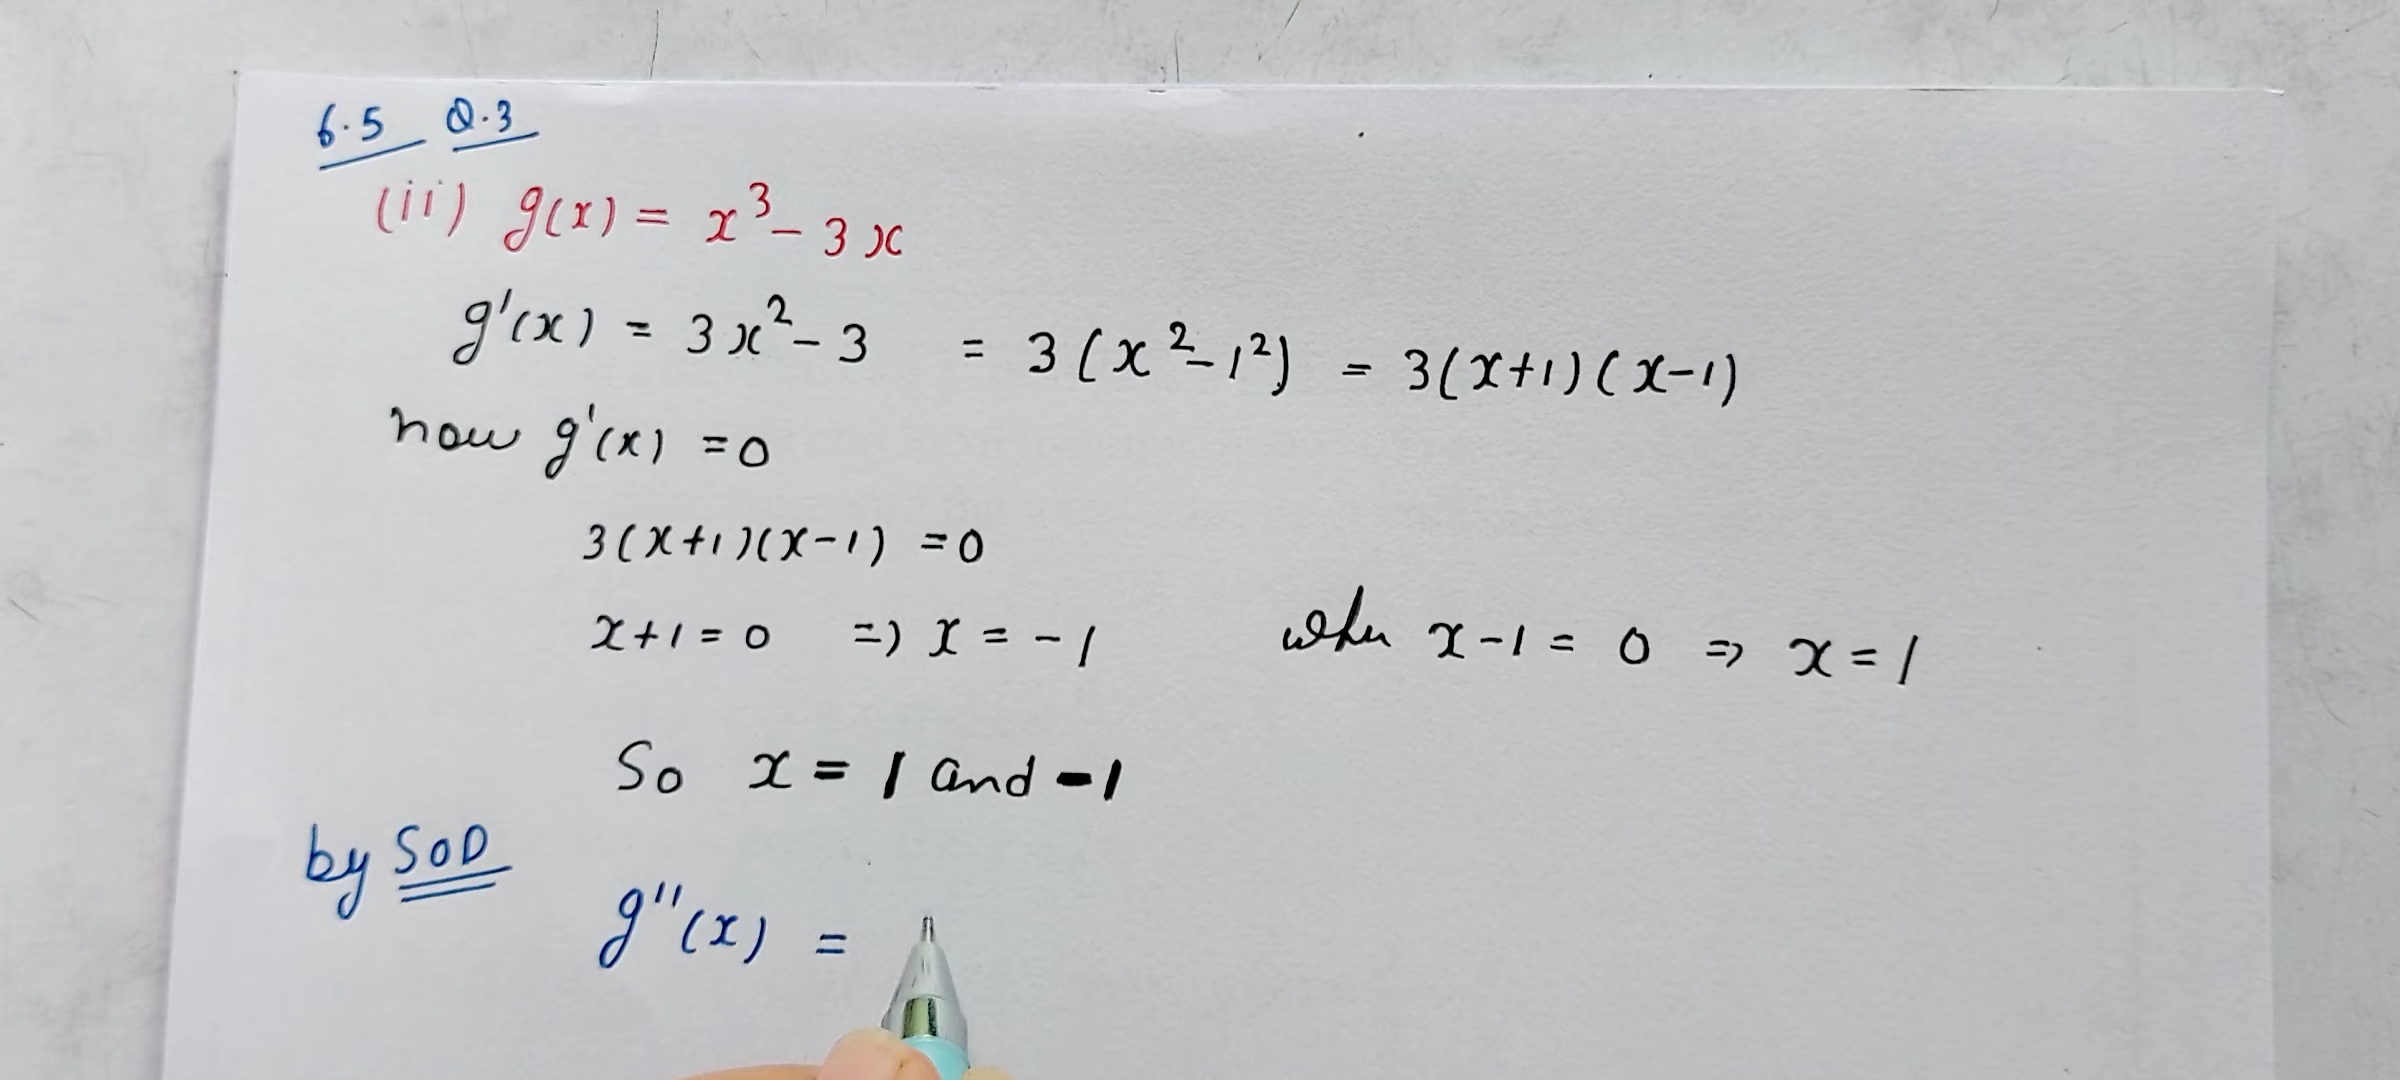 6.5 Q.3
(ii) g(x) = x³ - 3x
g'(x) = 3x² - 3 = 3(x² - 1²) = 3(x+1)(x-1)
now g'(x) = 0
3(x+1)(x-1) = 0
x+1 = 0 => x = -1 when x-1 = 0 => x = 1
So x = 1 and -1
by SOD
g''(x) =